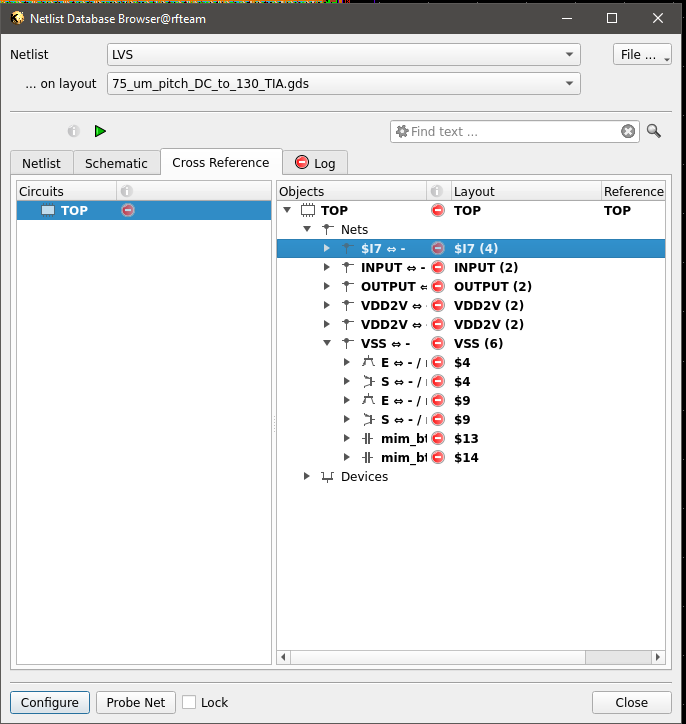 Netlist Database Browser@rfteam
Netlist LVS File ...
... on layout 75_um_pitch_DC_to_130_TIA.gds
Find text ...
Netlist Schematic Cross Reference Log
Circuits Objects Layout Reference
TOP TOP TOP TOP
Nets
$I7 ⇔ - $I7 (4)
INPUT ⇔ - INPUT (2)
OUTPUT ⇔ OUTPUT (2)
VDD2V ⇔ VDD2V (2)
VDD2V ⇔ VDD2V (2)
VSS ⇔ - VSS (6)
E ⇔ - / $4
S ⇔ - / $4
E ⇔ - / $9
S ⇔ - / $9
mim_bt $13
mim_bt $14
Devices
Configure Probe Net Lock Close